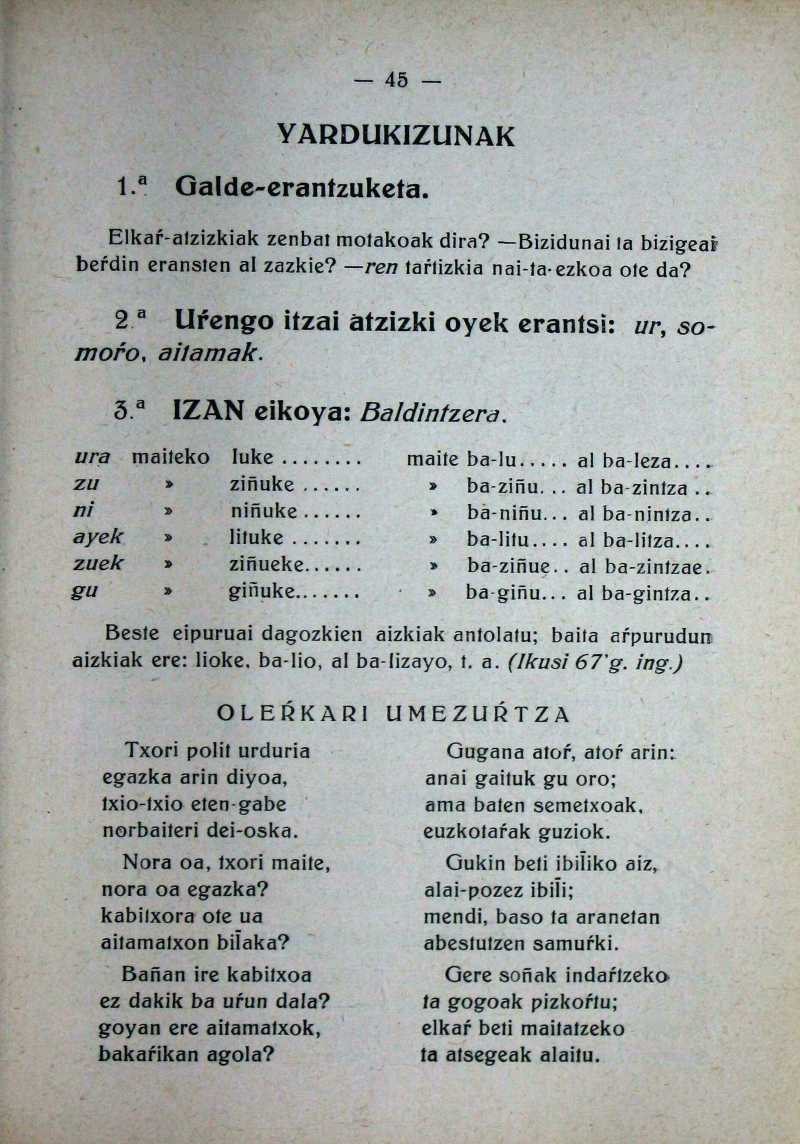 — 45 —
YARDUKIZUNAK
1.ª Galde-erantzuketa.
Elkaŕ-atzizkiak zenbat motakoak dira? —Bizidunai ta bizigeaiŕ
beŕdin eransten al zazkie? —ren taŕtizkia nai-ta-ezkoa ote da?
2.ª Uŕengo itzai atzizki oyek erantsi: ur, so-
moŕo, aitamak.
3.ª IZAN eikoya: Baldintzera.
ura maiteko luke ........ maite ba-lu..... al ba-leza....
zu » ziñuke ...... » ba-ziñu. .. al ba-zintza ..
ni » niñuke ...... » ba-niñu... al ba-nintza..
ayek » lituke ....... » ba-litu.... al ba-litza....
zuek » ziñueke...... » ba-ziñue.. al ba-zintzae.
gu » giñuke....... » ba-giñu... al ba-gintza..
Beste eipuruai dagozkien aizkiak antolatu; baita aŕpurudun
aizkiak ere: lioke, ba-lio, al ba-lizayo, t. a. (Ikusi 67'g. ing.)
OLEŔKARI UMEZUŔTZA
Txori polit urduria
egazka arin diyoa,
txio-txio eten-gabe
norbaiteri dei-oska.
Nora oa, txori maite,
nora oa egazka?
kabitxora ote ua
aitamatxon bil̄aka?
Bañan ire kabitxoa
ez dakik ba uŕun dala?
goyan ere aitamatxok,
bakaŕikan agola?
Gugana atoŕ, atoŕ arin:
anai gaituk gu oro;
ama baten semetxoak,
euzkotaŕak guziok.
Gukin beti ibil̄iko aiz,
alai-pozez ibil̄i;
mendi, baso ta aranetan
abestutzen samuŕki.
Gere soñak indaŕtzeko
ta gogoak pizkoŕtu;
elkaŕ beti maitatzeko
ta atsegeak alaitu.